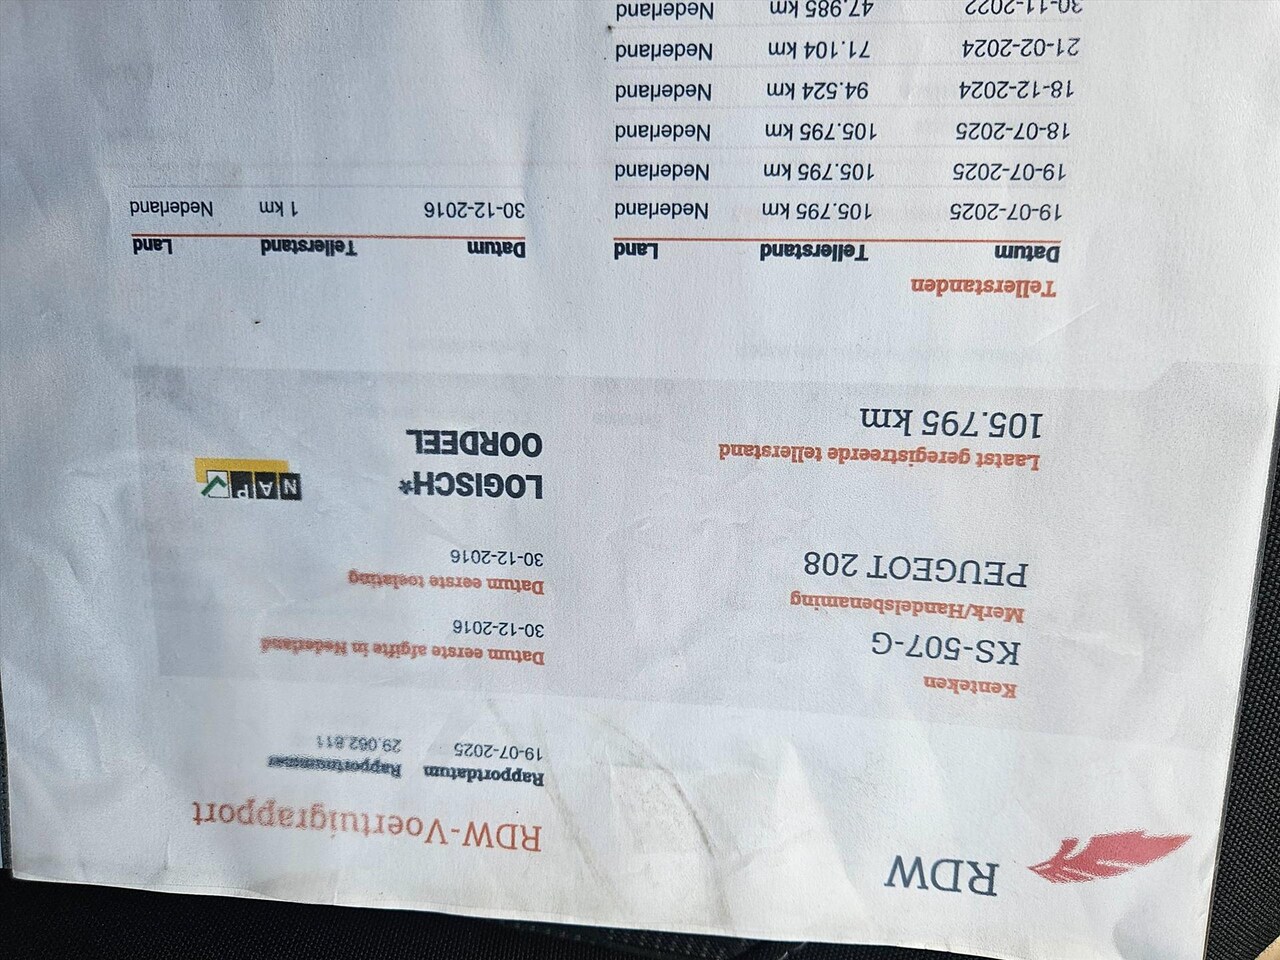 RDW
RDW-Voertuigrapport
Rapportdatum Rapportnummer
19-07-2025 29.062.811
Kenteken
KS-507-G
Merk/Handelsbenaming
PEUGEOT 208
Datum eerste afgifte in Nederland
30-12-2016
Datum eerste toelating
30-12-2016
Laatst geregistreerde tellerstand
105.795 km
LOGISCH*
OORDEEL
NAP
Tellerstanden
Datum Tellerstand Land
19-07-2025 105.795 km Nederland
19-07-2025 105.795 km Nederland
18-07-2025 105.795 km Nederland
18-12-2024 94.524 km Nederland
21-02-2024 71.104 km Nederland
30-11-2022 47.985 km Nederland
Datum Tellerstand Land
30-12-2016 1 km Nederland